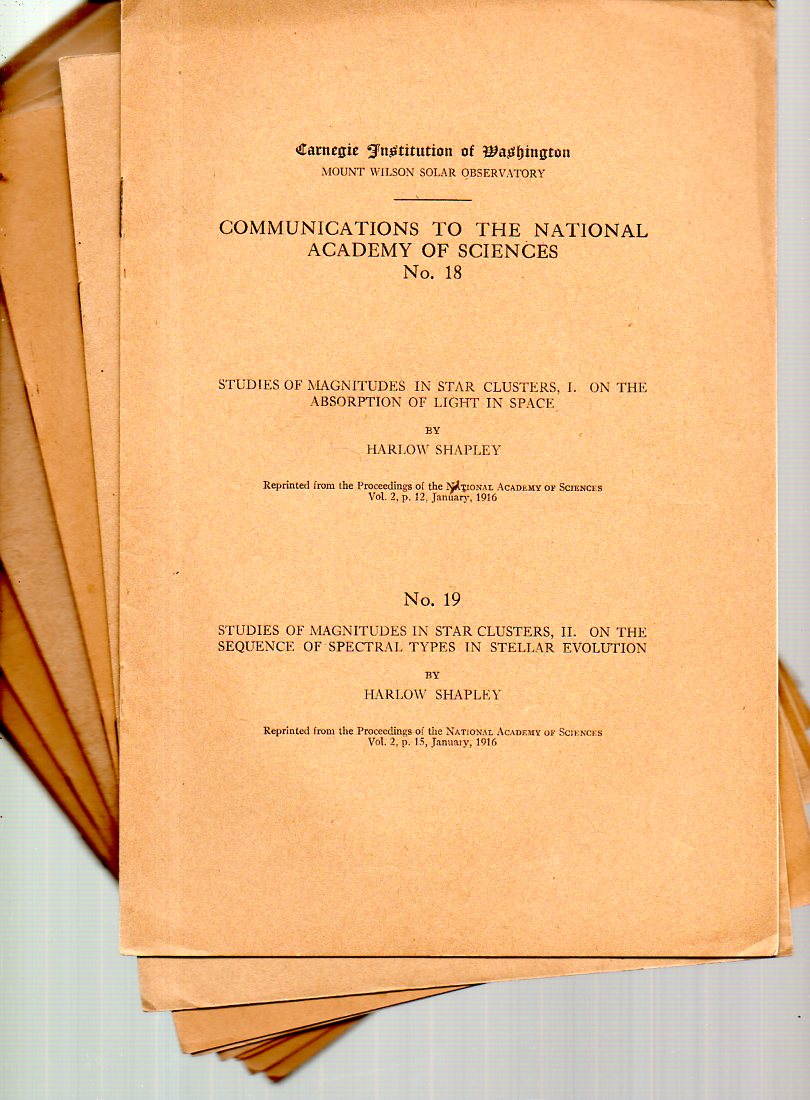 Carnegie Institution of Washington
MOUNT WILSON SOLAR OBSERVATORY
COMMUNICATIONS TO THE NATIONAL
ACADEMY OF SCIENCES
No. 18
STUDIES OF MAGNITUDES IN STAR CLUSTERS, I. ON THE
ABSORPTION OF LIGHT IN SPACE
BY
HARLOW SHAPLEY
Reprinted from the Proceedings of the NATIONAL ACADEMY OF SCIENCES
Vol. 2, p. 12, January, 1916
No. 19
STUDIES OF MAGNITUDES IN STAR CLUSTERS, II. ON THE
SEQUENCE OF SPECTRAL TYPES IN STELLAR EVOLUTION
BY
HARLOW SHAPLEY
Reprinted from the Proceedings of the NATIONAL ACADEMY OF SCIENCES
Vol. 2, p. 15, January, 1916